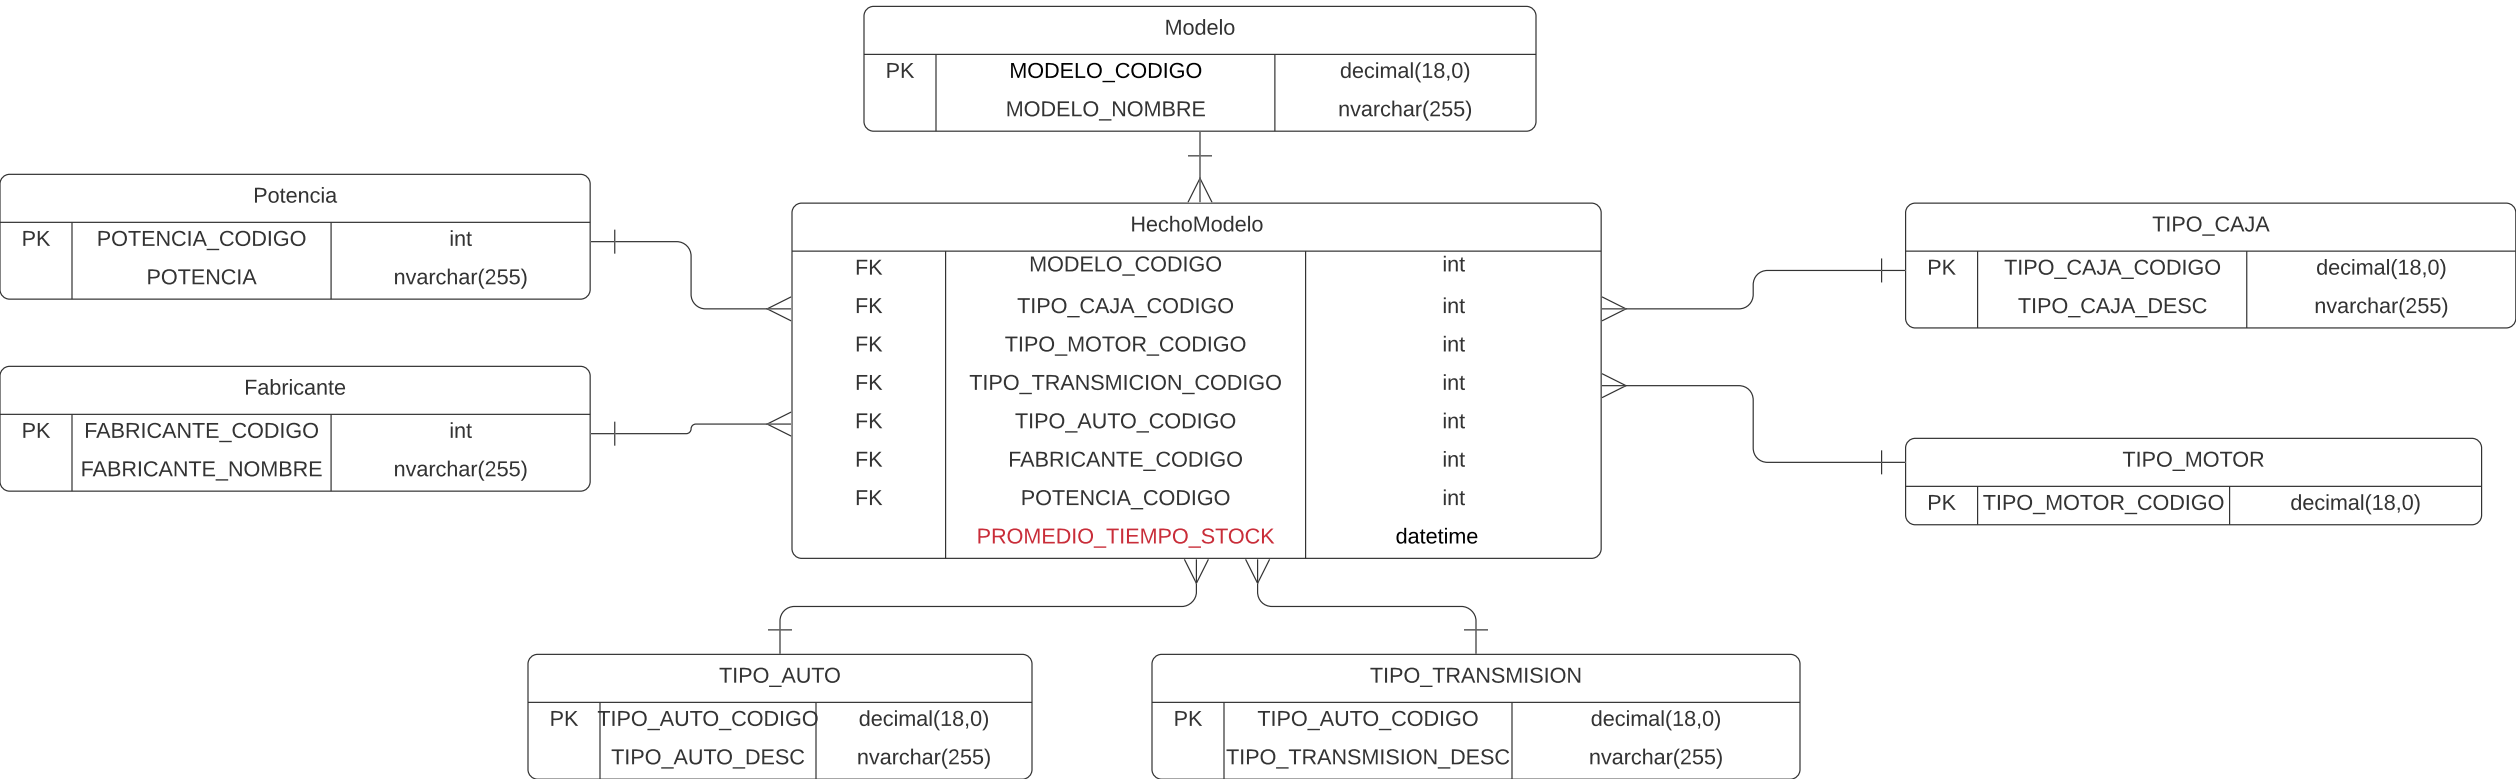 Modelo
PK MODELO_CODIGO decimal(18,0)
MODELO_NOMBRE nvarchar(255)
Potencia
PK POTENCIA_CODIGO int
POTENCIA nvarchar(255)
Fabricante
PK FABRICANTE_CODIGO int
FABRICANTE_NOMBRE nvarchar(255)
HechoModelo
FK MODELO_CODIGO int
FK TIPO_CAJA_CODIGO int
FK TIPO_MOTOR_CODIGO int
FK TIPO_TRANSMICION_CODIGO int
FK TIPO_AUTO_CODIGO int
FK FABRICANTE_CODIGO int
FK POTENCIA_CODIGO int
PROMEDIO_TIEMPO_STOCK datetime
TIPO_CAJA
PK TIPO_CAJA_CODIGO decimal(18,0)
TIPO_CAJA_DESC nvarchar(255)
TIPO_MOTOR
PK TIPO_MOTOR_CODIGO decimal(18,0)
TIPO_AUTO
PK TIPO_AUTO_CODIGO decimal(18,0)
TIPO_AUTO_DESC nvarchar(255)
TIPO_TRANSMISION
PK TIPO_AUTO_CODIGO decimal(18,0)
TIPO_TRANSMISION_DESC nvarchar(255)